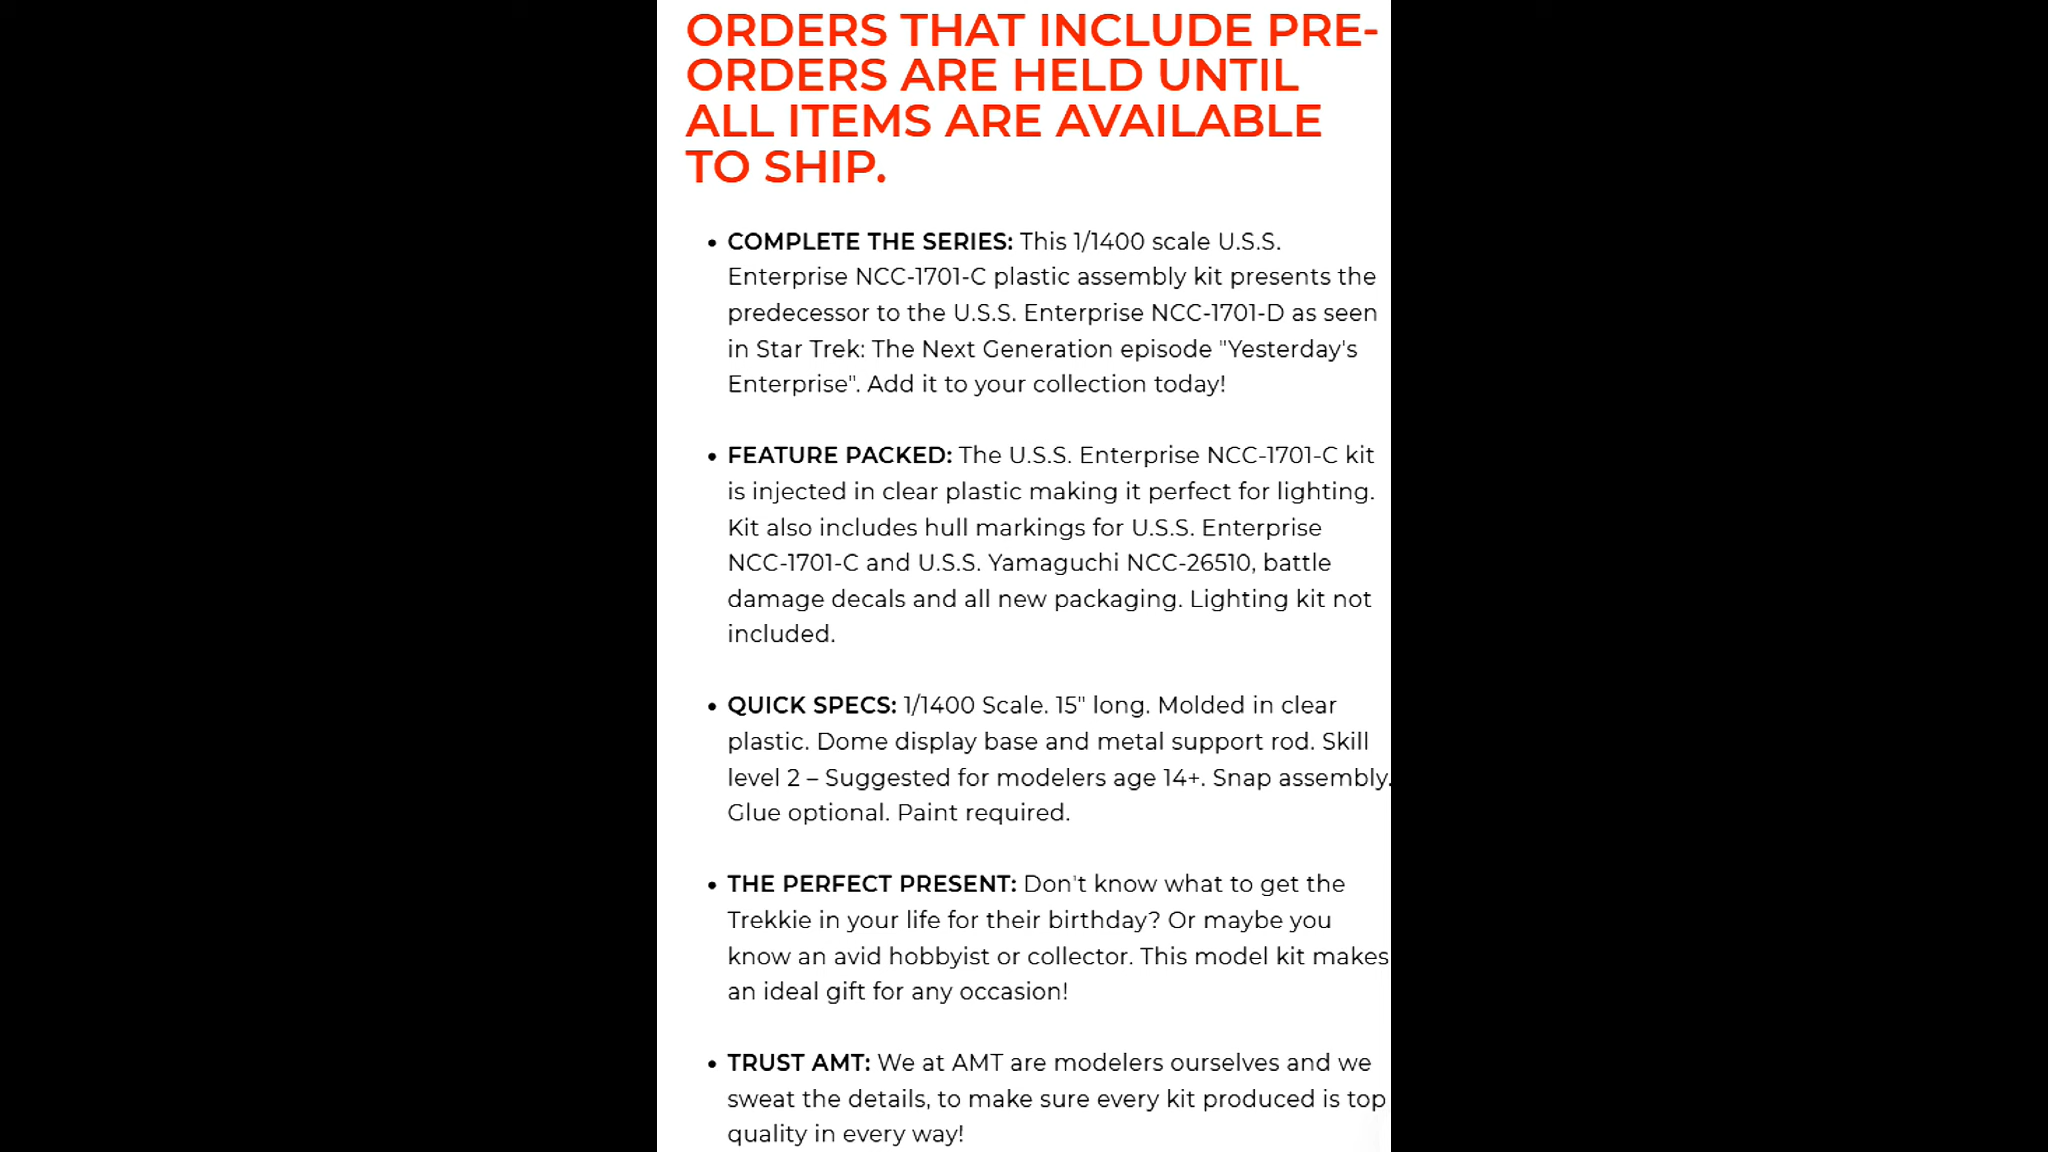 ORDERS THAT INCLUDE PRE-
ORDERS ARE HELD UNTIL
ALL ITEMS ARE AVAILABLE
TO SHIP.
• COMPLETE THE SERIES: This 1/1400 scale U.S.S.
Enterprise NCC-1701-C plastic assembly kit presents the
predecessor to the U.S.S. Enterprise NCC-1701-D as seen
in Star Trek: The Next Generation episode "Yesterday's
Enterprise". Add it to your collection today!
• FEATURE PACKED: The U.S.S. Enterprise NCC-1701-C kit
is injected in clear plastic making it perfect for lighting.
Kit also includes hull markings for U.S.S. Enterprise
NCC-1701-C and U.S.S. Yamaguchi NCC-26510, battle
damage decals and all new packaging. Lighting kit not
included.
• QUICK SPECS: 1/1400 Scale. 15" long. Molded in clear
plastic. Dome display base and metal support rod. Skill
level 2 – Suggested for modelers age 14+. Snap assembly.
Glue optional. Paint required.
• THE PERFECT PRESENT: Don't know what to get the
Trekkie in your life for their birthday? Or maybe you
know an avid hobbyist or collector. This model kit makes
an ideal gift for any occasion!
• TRUST AMT: We at AMT are modelers ourselves and we
sweat the details, to make sure every kit produced is top
quality in every way!